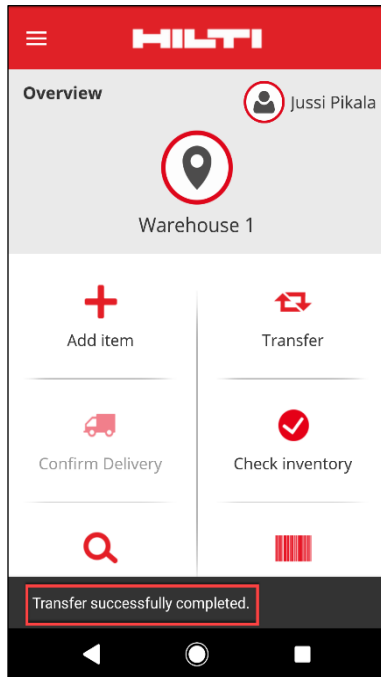 HILTI
Overview
Jussi Pikala
Warehouse 1
Add item
Transfer
Confirm Delivery
Check inventory
Transfer successfully completed.